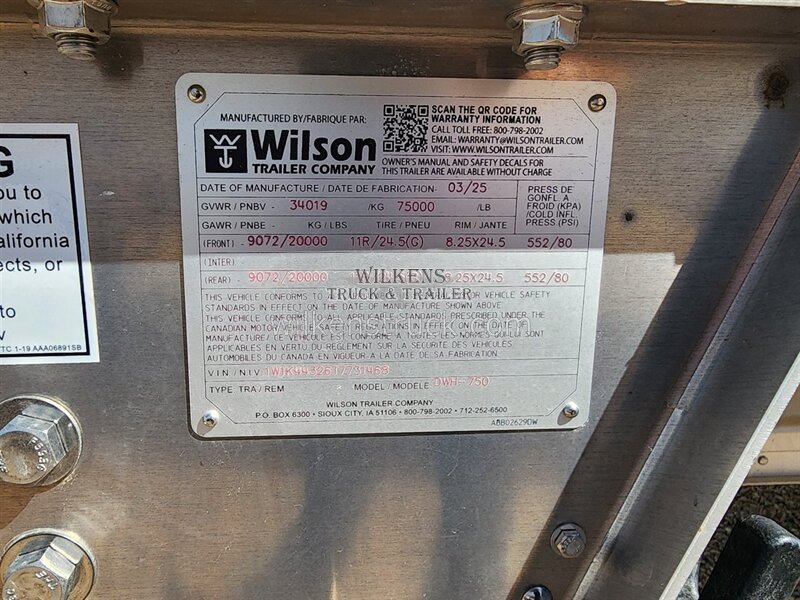 G
you to
which
alifornia
ects, or
to
V
TC 1-19 AAA06891SB
MANUFACTURED BY/FABRIQUE PAR:
Wilson
TRAILER COMPANY
SCAN THE QR CODE FOR
WARRANTY INFORMATION
CALL TOLL FREE: 800-798-2002
EMAIL: WARRANTY@WILSONTRAILER.COM
VISIT: WWW.WILSONTRAILER.COM
OWNER'S MANUAL AND SAFETY DECALS FOR
THIS TRAILER ARE AVAILABLE WITHOUT CHARGE
DATE OF MANUFACTURE / DATE DE FABRICATION- 03/25
GVWR / PNBV - 34019 /KG 75000 /LB
GAWR / PNBE - KG / LBS TIRE / PNEU RIM / JANTE
PRESS DE
GONFL. A
FROID (KPA)
/COLD INFL.
PRESS (PSI)
(FRONT) - 9072/20000 11R/24.5(G) 8.25X24.5 552/80
(INTER)
(REAR) - 9072/20000 8.25X24.5 552/80
WILKENS
TRUCK & TRAILER
THIS VEHICLE CONFORMS TO VEHICLE SAFETY
STANDARDS IN EFFECT ON THE DATE OF MANUFACTURE SHOWN ABOVE
THIS VEHICLE CONFORMS TO ALL APPLICABLE STANDARDS PRESCRIBED UNDER THE
CANADIAN MOTOR VEHICLE SAFETY REGULATIONS IN EFFECT ON THE DATE OF
MANUFACTURE/ CE VEHICULE EST CONFORME A TOUTES LES NORMES QUI LUI SONT
APPLICABLES EN VERTU DU REGLEMENT SUR LA SECURITE DES VEHICULES
AUTOMOBILES DU CANADA EN VIGUEUR A LA DATE DE SA FABRICATION.
VIN / NIV
TYPE: TRA / REM MODEL / MODELE DWH-750
WILSON TRAILER COMPANY
P.O. BOX 6300 • SIOUX CITY, IA 51106 • 800-798-2002 • 712-252-6500
ABB02629DW